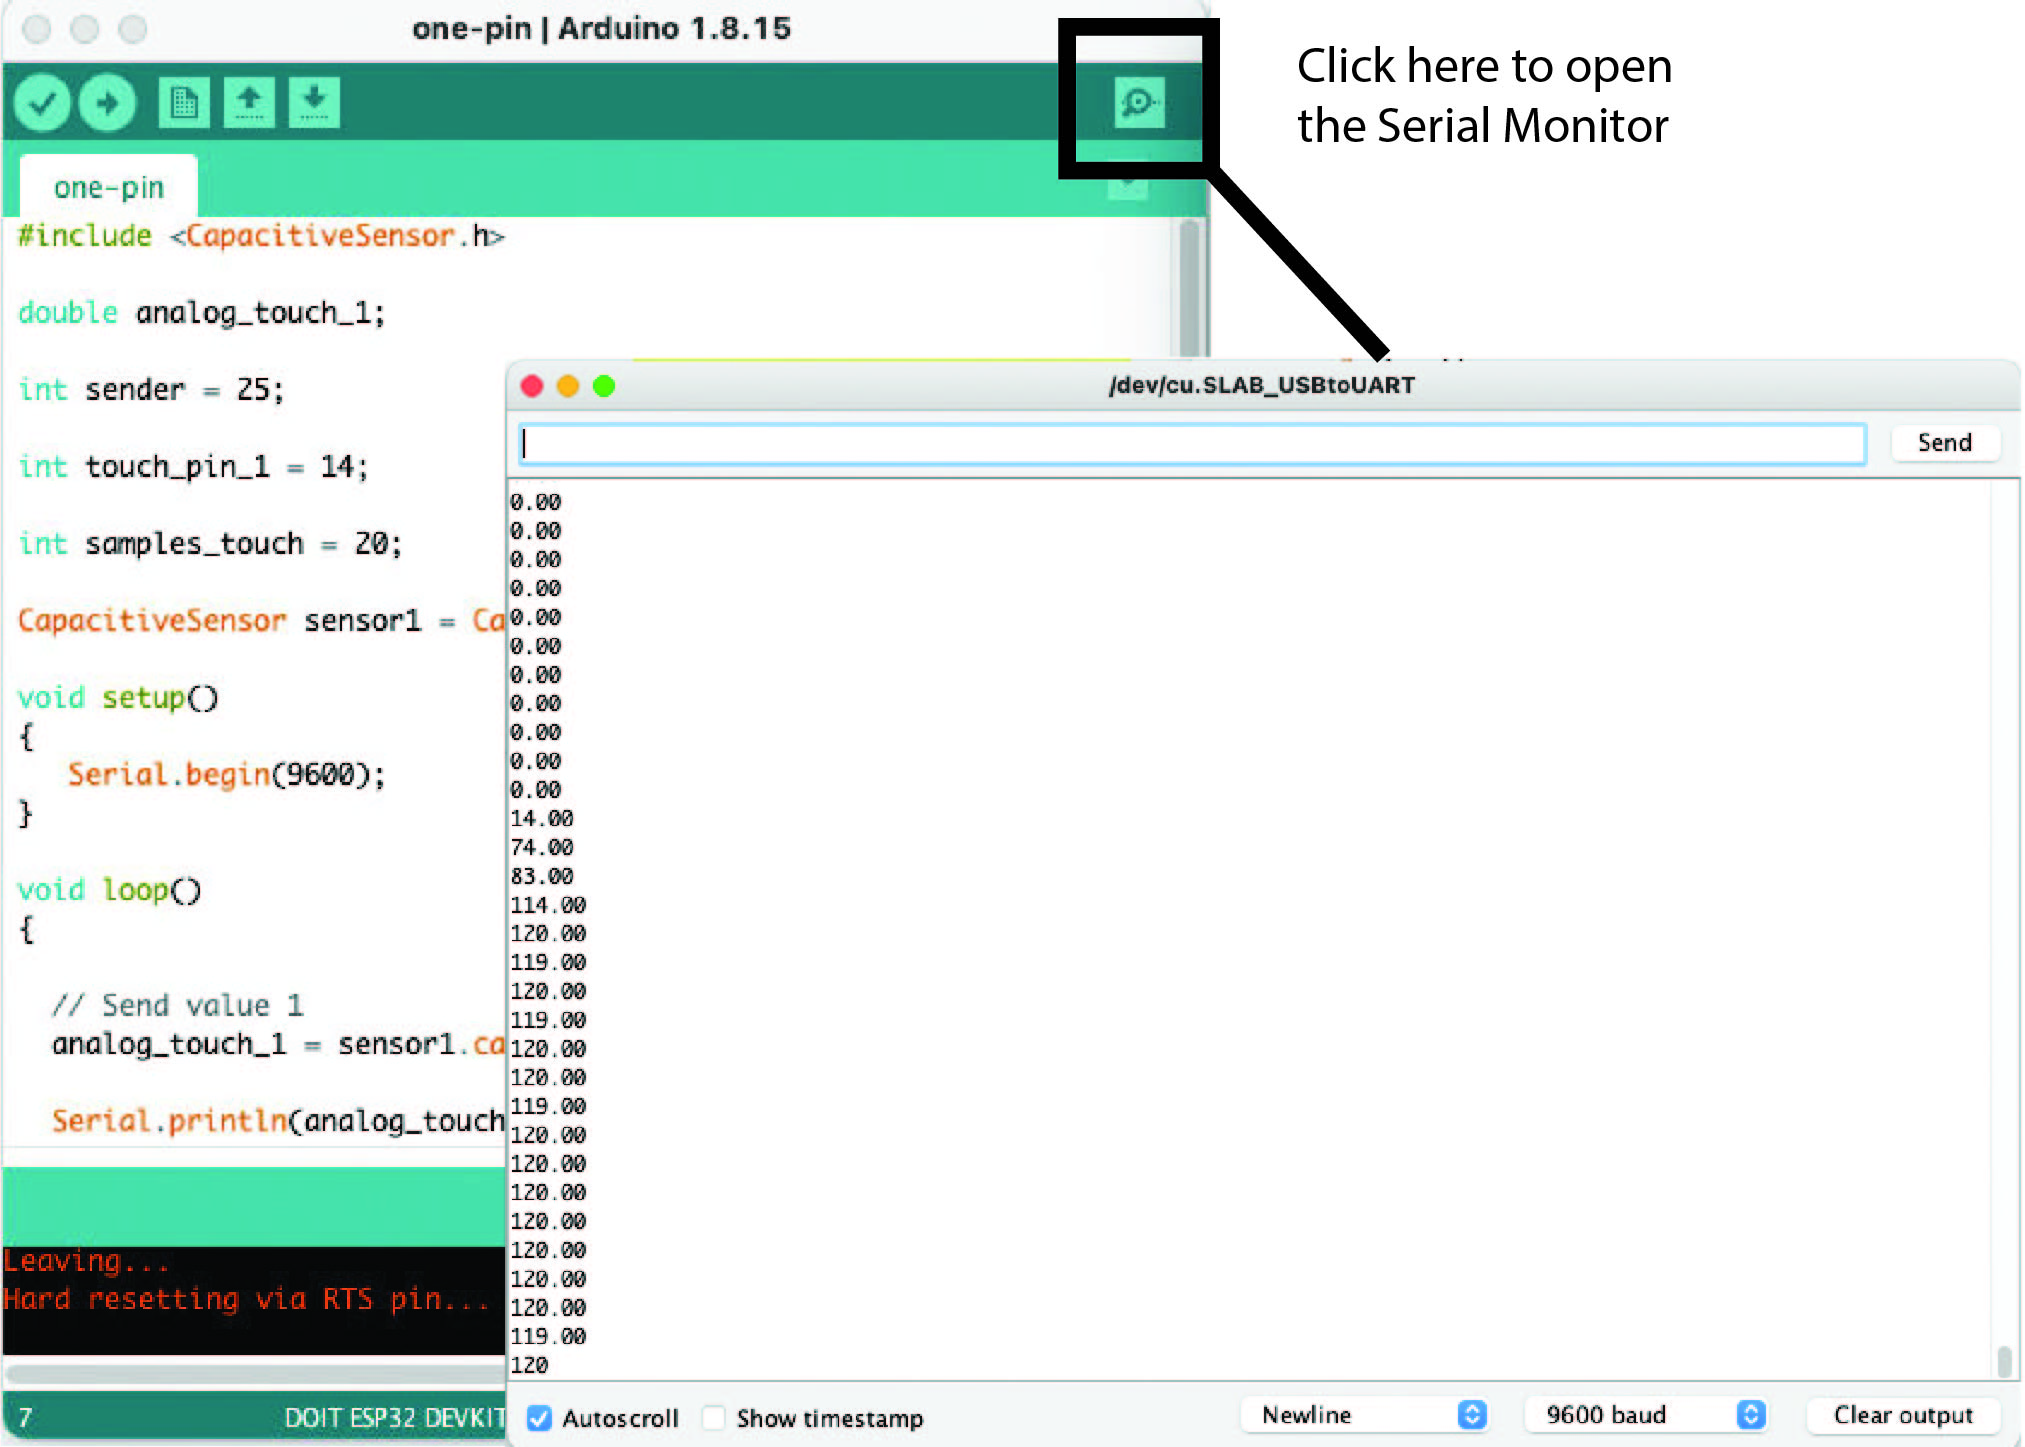 one-pin | Arduino 1.8.15
Click here to open
the Serial Monitor
one-pin
#include <CapacitiveSensor.h>
double analog_touch_1;
int sender = 25;
int touch_pin_1 = 14;
int samples_touch = 20;
CapacitiveSensor sensor1 = Ca
void setup()
{
Serial.begin(9600);
}
void loop()
{
// Send value 1
analog_touch_1 = sensor1.ca
Serial.println(analog_touch
Leaving...
Hard resetting via RTS pin...
7 DOIT ESP32 DEVKIT
/dev/cu.SLAB_USBtoUART
Send
0.00
0.00
0.00
0.00
0.00
0.00
0.00
0.00
0.00
0.00
0.00
14.00
74.00
83.00
114.00
120.00
119.00
120.00
119.00
120.00
120.00
119.00
120.00
120.00
120.00
120.00
120.00
120.00
120.00
119.00
120
Autoscroll Show timestamp Newline 9600 baud Clear output